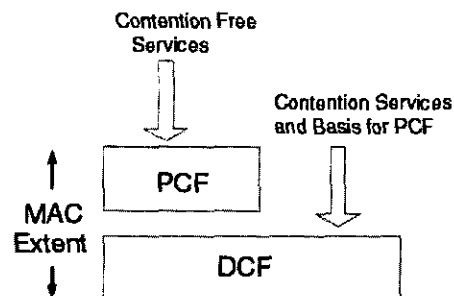 Contention Free
Services
Contention Services
and Basis for PCF
PCF
MAC
Extent
DCF